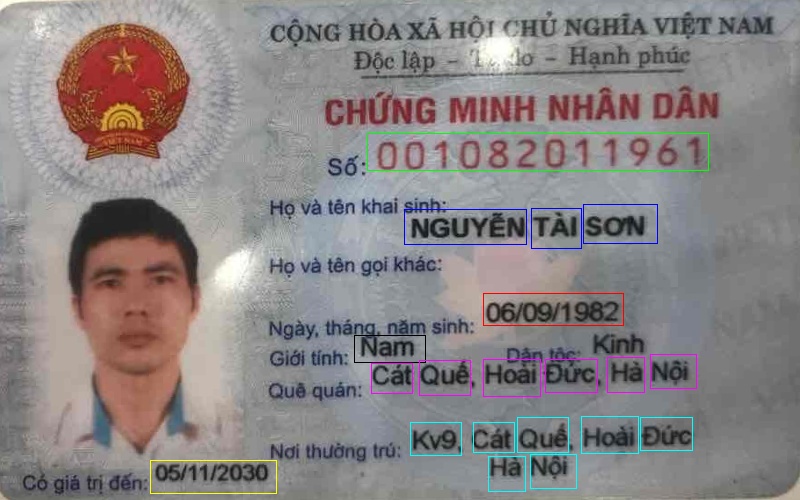 CỘNG HÒA XÃ HỘI CHỦ NGHĨA VIỆT NAM
Độc lập - Tự do - Hạnh phúc
CHỨNG MINH NHÂN DÂN
Số: 001082011961
Họ và tên khai sinh:
NGUYỄN TÀI SƠN
Họ và tên gọi khác:
Ngày, tháng, năm sinh: 06/09/1982
Giới tính: Nam Dân tộc: Kinh
Quê quán: Cát Quế, Hoài Đức, Hà Nội
Nơi thường trú: Kv9, Cát Quế, Hoài Đức
Hà Nội
Có giá trị đến: 05/11/2030
VIỆT NAM